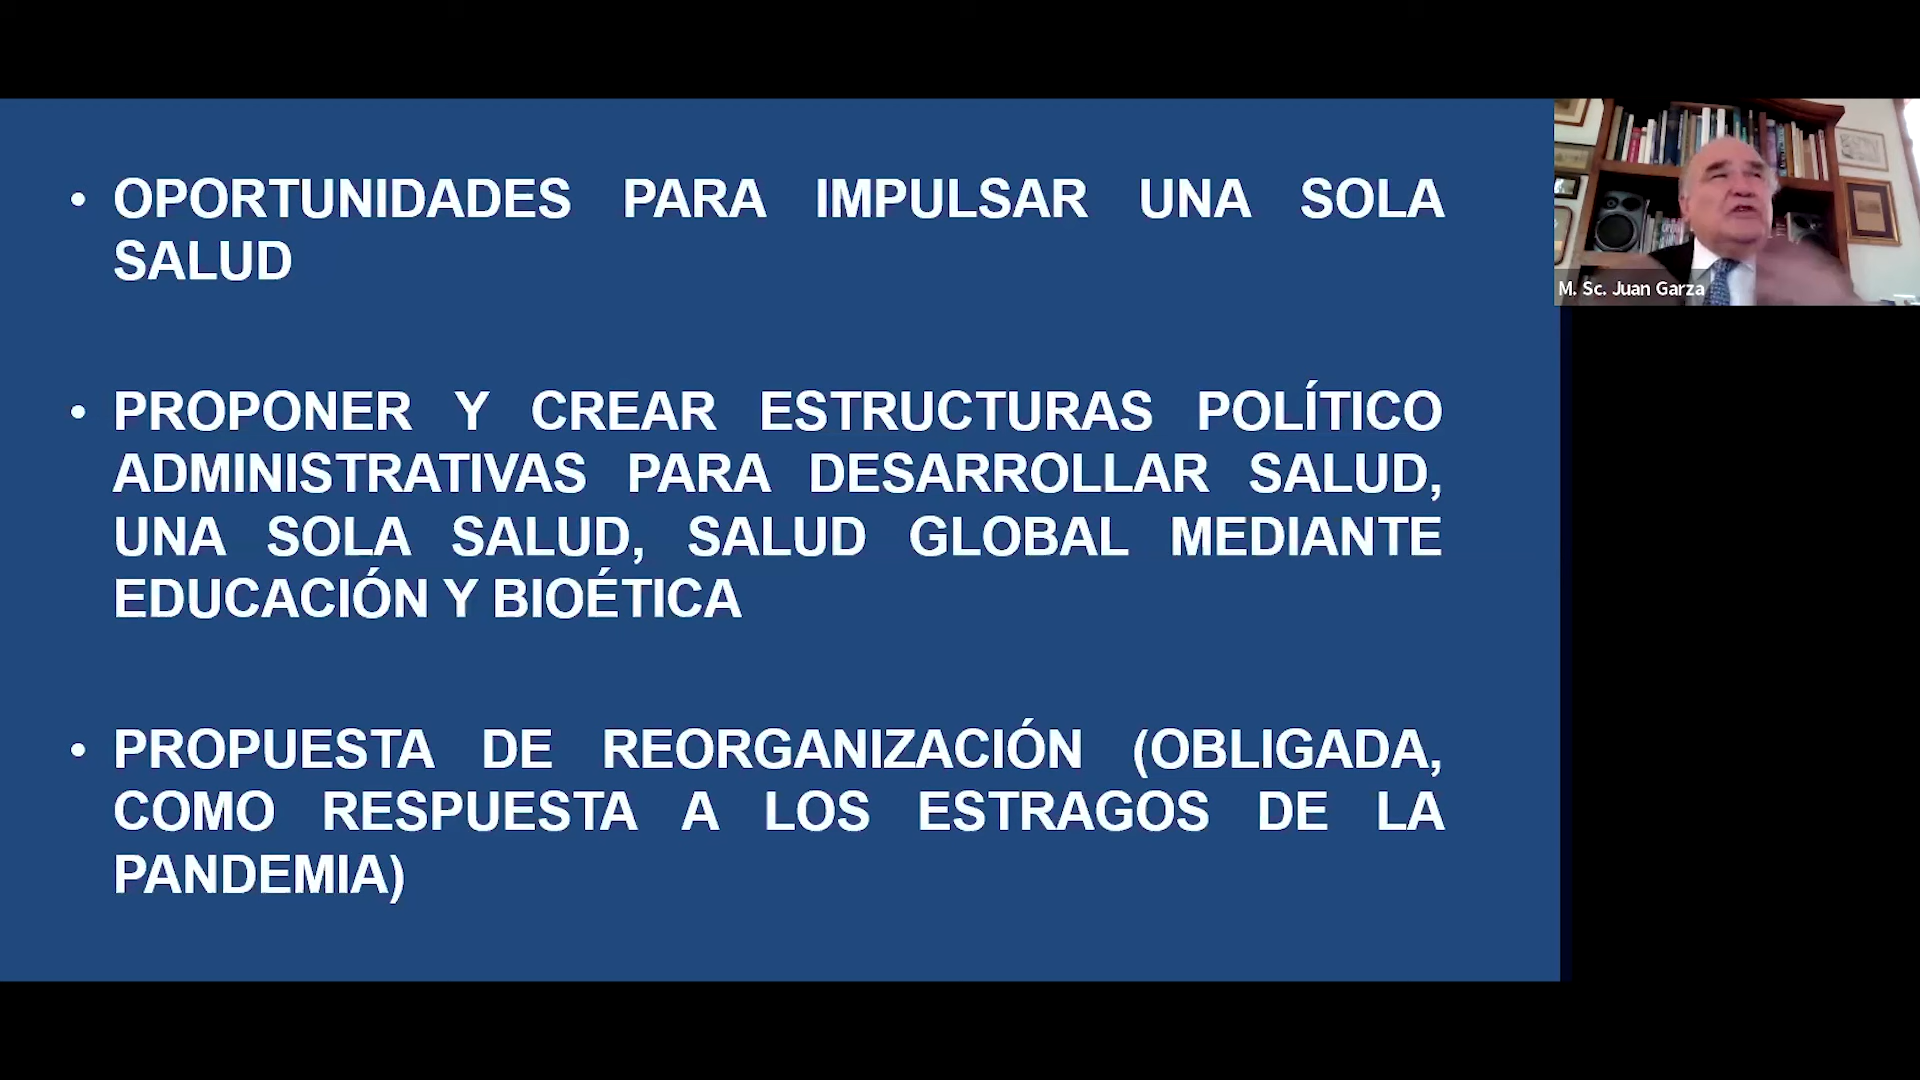 • OPORTUNIDADES PARA IMPULSAR UNA SOLA
SALUD
• PROPONER Y CREAR ESTRUCTURAS POLÍTICO
ADMINISTRATIVAS PARA DESARROLLAR SALUD,
UNA SOLA SALUD, SALUD GLOBAL MEDIANTE
EDUCACIÓN Y BIOÉTICA
• PROPUESTA DE REORGANIZACIÓN (OBLIGADA,
COMO RESPUESTA A LOS ESTRAGOS DE LA
PANDEMIA)
M. Sc. Juan Garza